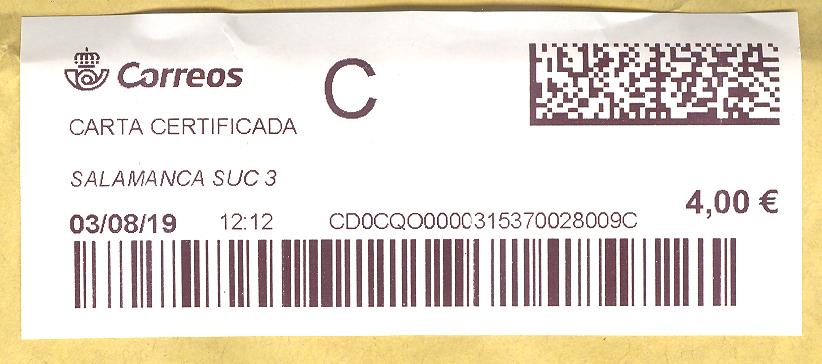 Correos
C
CARTA CERTIFICADA
SALAMANCA SUC 3
4,00 €
03/08/19 12:12 CD0CQO0000315370028009C